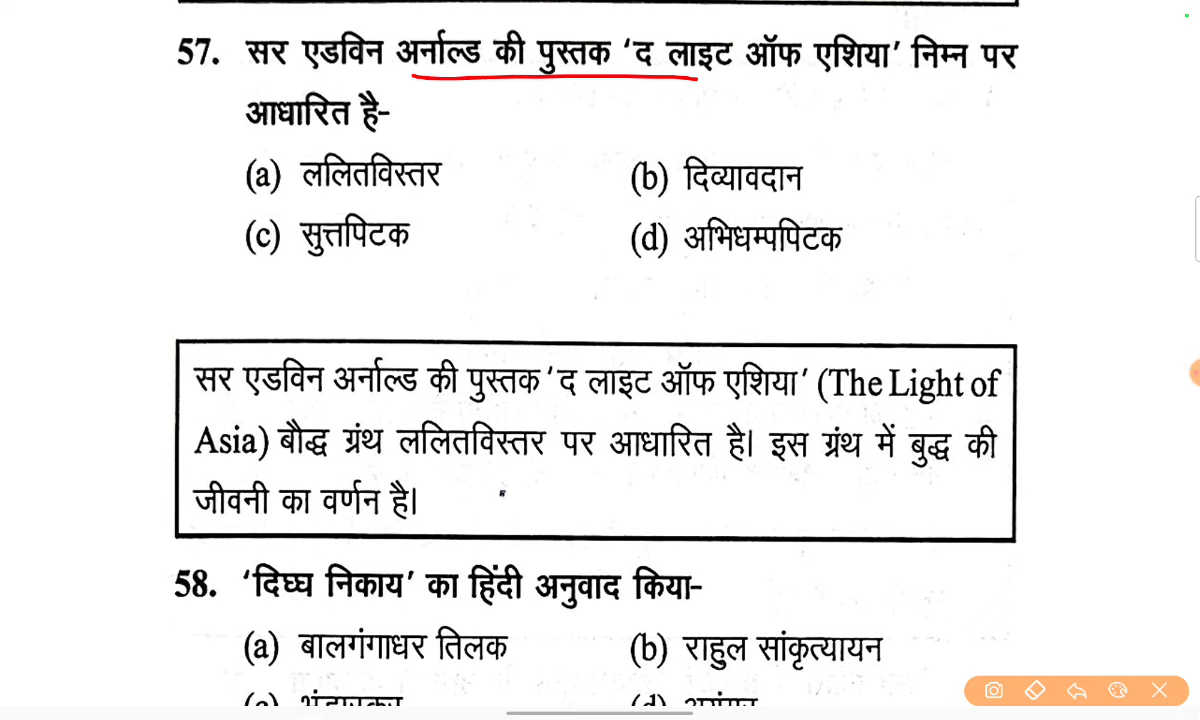 57. सर एडविन अर्नाल्ड की पुस्तक 'द लाइट ऑफ एशिया' निम्न पर
आधारित है-
(a) ललितविस्तर (b) दिव्यावदान
(c) सुत्तपिटक (d) अभिधम्पपिटक
सर एडविन अर्नाल्ड की पुस्तक 'द लाइट ऑफ एशिया' (The Light of
Asia) बौद्ध ग्रंथ ललितविस्तर पर आधारित है। इस ग्रंथ में बुद्ध की
जीवनी का वर्णन है।
58. 'दिघ्घ निकाय' का हिंदी अनुवाद किया-
(a) बालगंगाधर तिलक (b) राहुल सांकृत्यायन